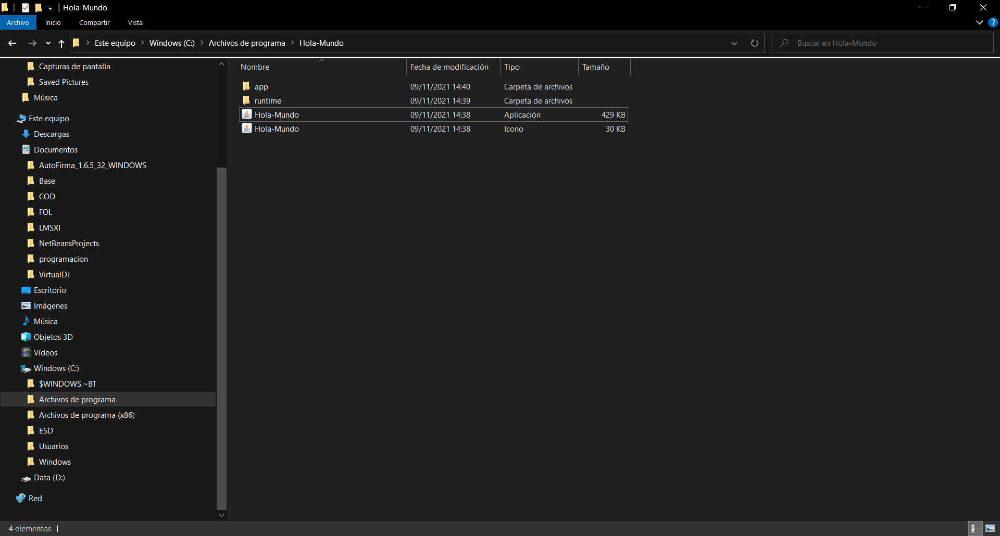 Hola-Mundo
Archivo Inicio Compartir Vista
Este equipo Windows (C:) Archivos de programa Hola-Mundo
Buscar en Hola-Mundo
Capturas de pantalla
Saved Pictures
Música
Este equipo
Descargas
Documentos
AutoFirma_1.6.5_32_WINDOWS
Base
COD
FOL
LMSXI
NetBeansProjects
programacion
VirtualDJ
Escritorio
Imágenes
Música
Objetos 3D
Vídeos
Windows (C:)
$WINDOWS.~BT
Archivos de programa
Archivos de programa (x86)
ESD
Usuarios
Windows
Data (D:)
Red
Nombre Fecha de modificación Tipo Tamaño
app 09/11/2021 14:40 Carpeta de archivos
runtime 09/11/2021 14:39 Carpeta de archivos
Hola-Mundo 09/11/2021 14:38 Aplicación 429 KB
Hola-Mundo 09/11/2021 14:38 Icono 30 KB
4 elementos